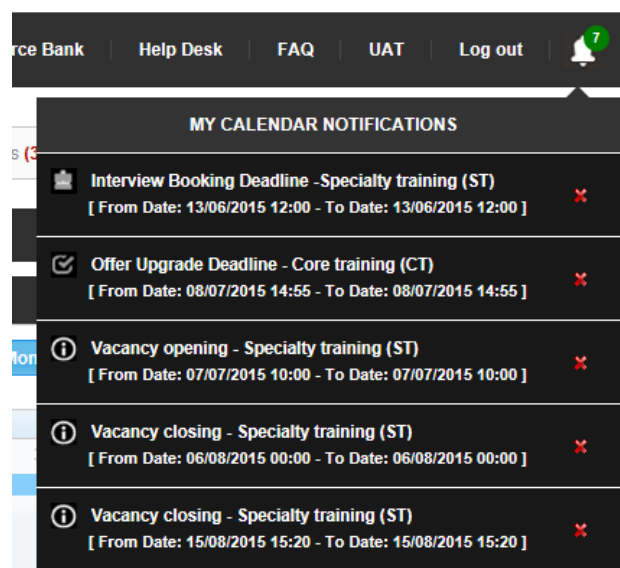 rce Bank Help Desk FAQ UAT Log out 7
MY CALENDAR NOTIFICATIONS
s (3
Interview Booking Deadline -Specialty training (ST)
[ From Date: 13/06/2015 12:00 - To Date: 13/06/2015 12:00 ]
Offer Upgrade Deadline - Core training (CT)
[ From Date: 08/07/2015 14:55 - To Date: 08/07/2015 14:55 ]
Vacancy opening - Specialty training (ST)
Mon
[ From Date: 07/07/2015 10:00 - To Date: 07/07/2015 10:00 ]
Vacancy closing - Specialty training (ST)
[ From Date: 06/08/2015 00:00 - To Date: 06/08/2015 00:00 ]
Vacancy closing - Specialty training (ST)
[ From Date: 15/08/2015 15:20 - To Date: 15/08/2015 15:20 ]